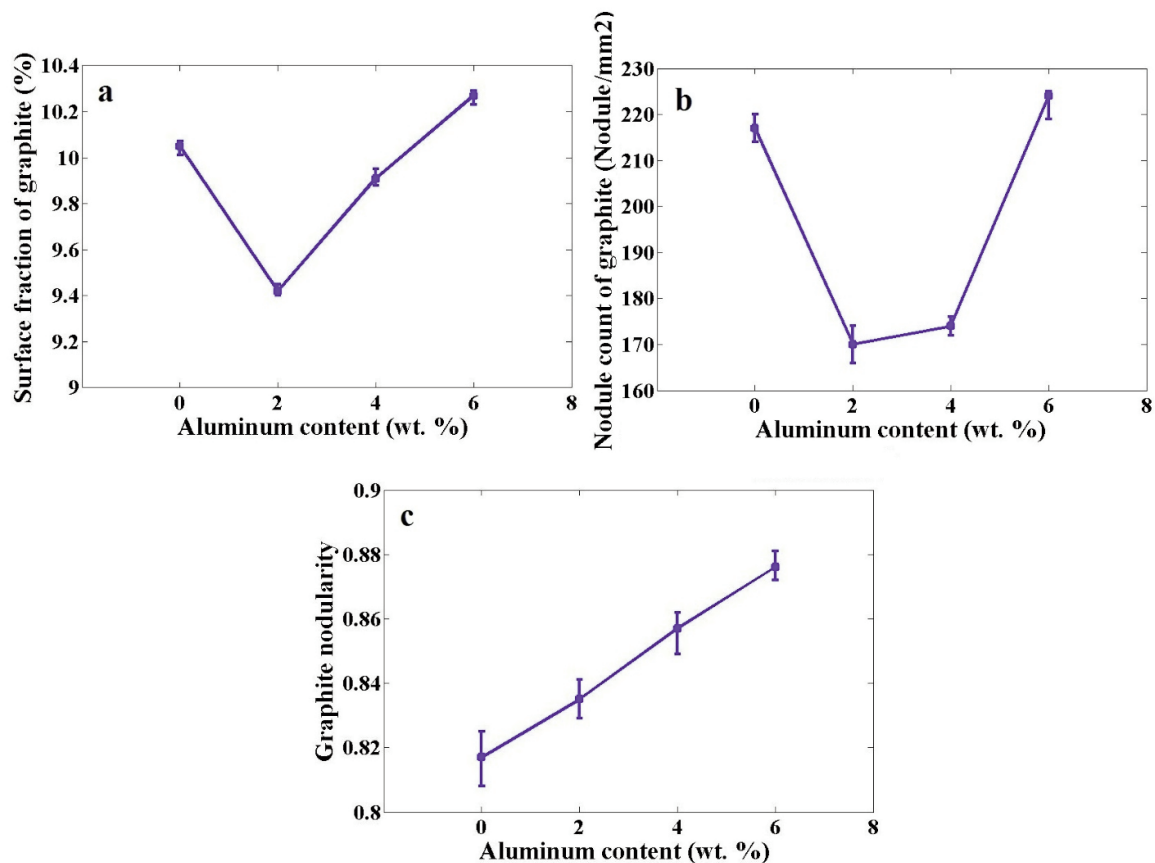 a
Surface fraction of graphite (%)
10.4
10.2
10
9.8
9.6
9.4
9.2
9
0 2 4 6 8
Aluminum content (wt. %)
b
Nodule count of graphite (Nodule/mm2)
230
220
210
200
190
180
170
160
0 2 4 6 8
Aluminum content (wt. %)
c
Graphite nodularity
0.9
0.88
0.86
0.84
0.82
0.8
0 2 4 6 8
Aluminum content (wt. %)